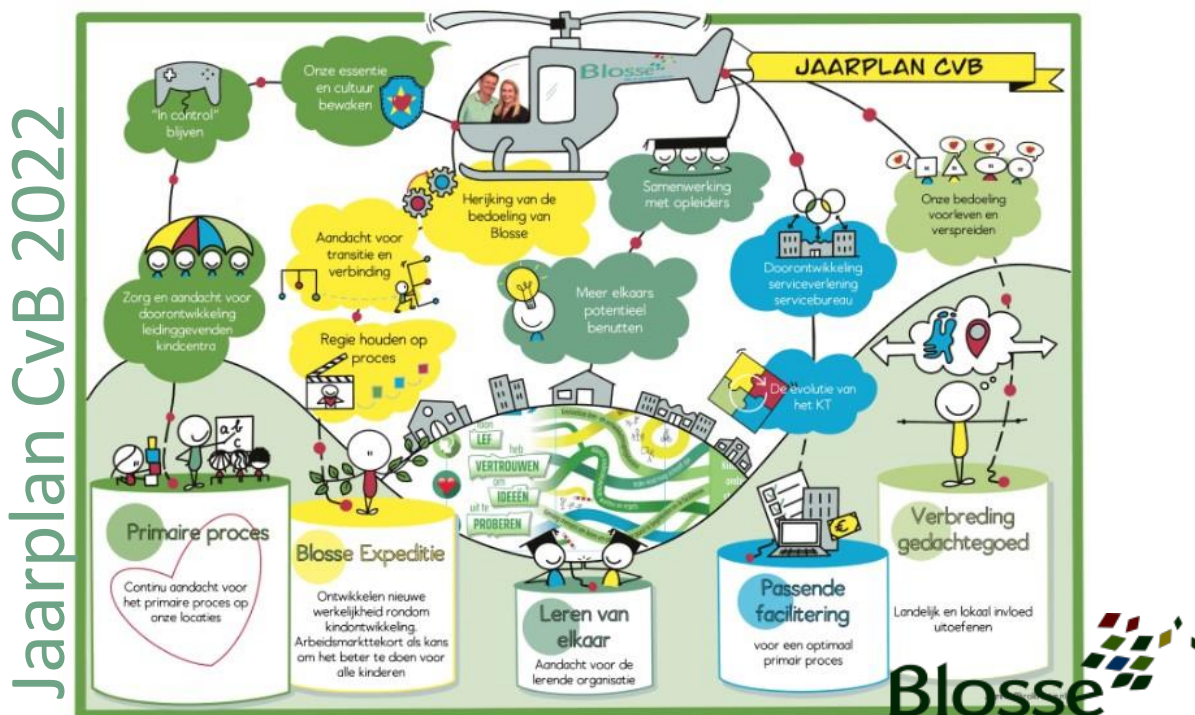 Jaarplan CvB 2022
JAARPLAN CVB
Blosse
Onze essentie
en cultuur
bewaken
"In control"
blijven
Herijking van de
bedoeling van
Blosse
Aandacht voor
transitie en
verbinding
Regie houden op
proces
Zorg en aandacht voor
doorontwikkeling
leidinggevenden
kindcentra
Samenwerking
met opleiders
Meer elkaars
potentieel
benutten
Doorontwikkeling
serviceverlening
servicebureau
De evolutie van
het KT
Onze bedoeling
voorleven en
verspreiden
a b
c
LEF
heb
VERTROUWEN
om
IDEEËN
uit te
PROBEREN
Primaire proces
Continu aandacht voor
het primaire proces op
onze locaties
Blosse Expeditie
Ontwikkelen nieuwe
werkelijkheid rondom
kindontwikkeling.
Arbeidsmarkttekort als kans
om het beter te doen voor
alle kinderen
Leren van
elkaar
Aandacht voor de
lerende organisatie
Passende
facilitering
voor een optimaal
primair proces
€
Verbreding
gedachtegoed
Landelijk en lokaal invloed
uitoefenen
Blosse